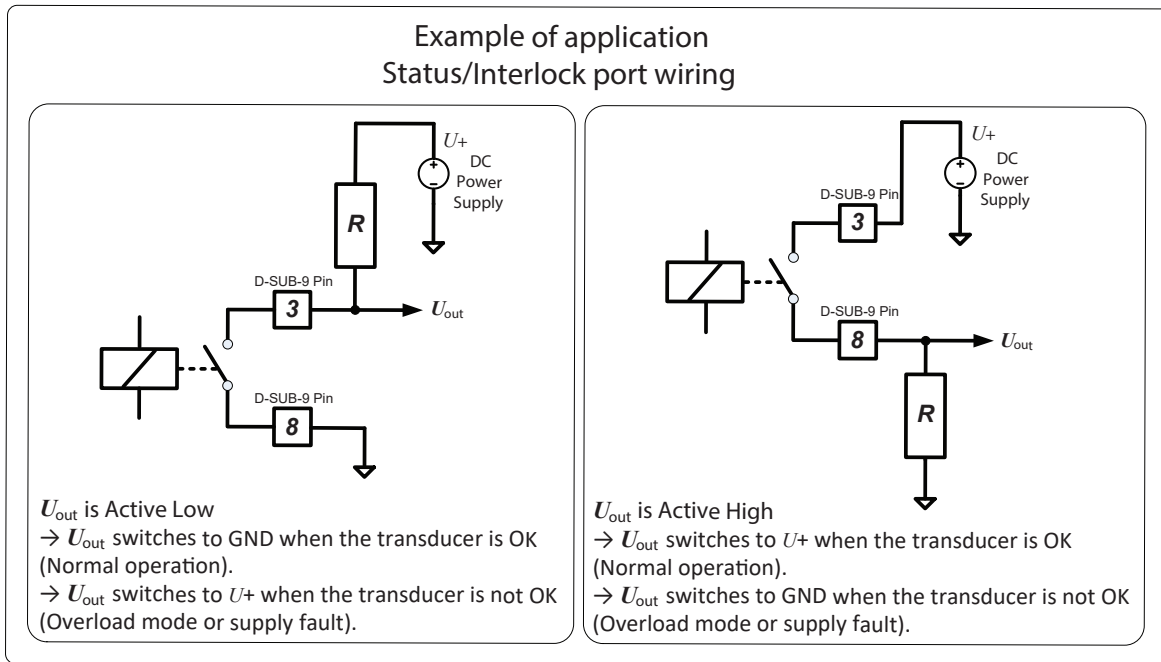 Example of application
Status/Interlock port wiring
U+
DC
Power
Supply
R
D-SUB-9 Pin
3
Uout
D-SUB-9 Pin
8
Uout is Active Low
→ Uout switches to GND when the transducer is OK
(Normal operation).
→ Uout switches to U+ when the transducer is not OK
(Overload mode or supply fault).
U+
DC
Power
Supply
D-SUB-9 Pin
3
D-SUB-9 Pin
8
Uout
R
Uout is Active High
→ Uout switches to U+ when the transducer is OK
(Normal operation).
→ Uout switches to GND when the transducer is not OK
(Overload mode or supply fault).